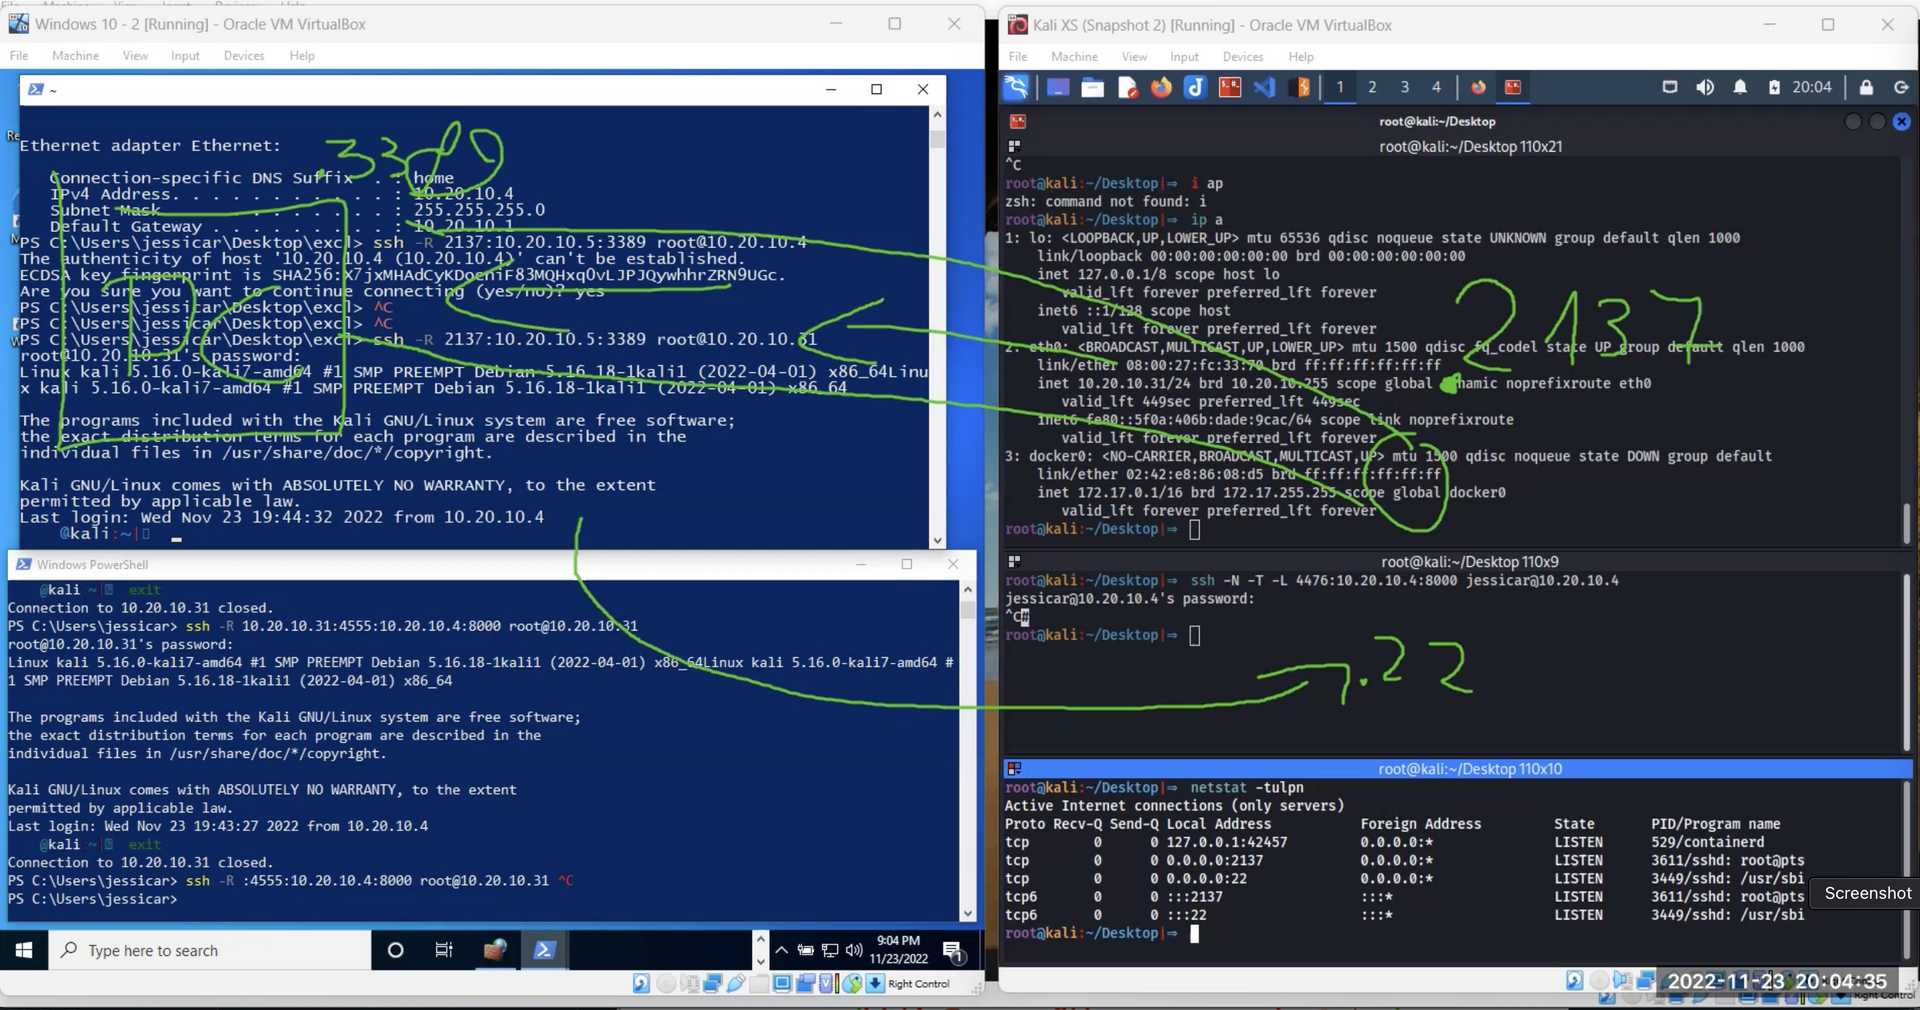 Windows 10 - 2 [Running] - Oracle VM VirtualBox
File Machine View Input Devices Help
~
Ethernet adapter Ethernet:
Connection-specific DNS Suffix . : home
IPv4 Address. . . . . . . . . . . : 10.20.10.4
Subnet Mask . . . . . . . . . . . : 255.255.255.0
Default Gateway . . . . . . . . . : 10.20.10.1
PS C:\Users\jessicar\Desktop\excl> ssh -R 2137:10.20.10.5:3389 root@10.20.10.4
The authenticity of host '10.20.10.4 (10.20.10.4)' can't be established.
ECDSA key fingerprint is
Are you sure you want to continue connecting (yes/no)? yes
PS C:\Users\jessicar\Desktop\excl> ^C
PS C:\Users\jessicar\Desktop\excl> ^C
PS C:\Users\jessicar\Desktop\excl> ssh -R 2137:10.20.10.5:3389 root@10.20.10.31
root@10.20.10.31's password:
Linux kali 5.16.0-kali7-amd64 #1 SMP PREEMPT Debian 5.16.18-1kali1 (2022-04-01) x86_64Linu
x kali 5.16.0-kali7-amd64 #1 SMP PREEMPT Debian 5.16.18-1kali1 (2022-04-01) x86_64
The programs included with the Kali GNU/Linux system are free software;
the exact distribution terms for each program are described in the
individual files in /usr/share/doc/*/copyright.
Kali GNU/Linux comes with ABSOLUTELY NO WARRANTY, to the extent
permitted by applicable law.
Last login: Wed Nov 23 19:44:32 2022 from 10.20.10.4
@kali:~|
.3389
PC
Windows PowerShell
@kali ~| exit
Connection to 10.20.10.31 closed.
PS C:\Users\jessicar> ssh -R 10.20.10.31:4555:10.20.10.4:8000 root@10.20.10.31
root@10.20.10.31's password:
Linux kali 5.16.0-kali7-amd64 #1 SMP PREEMPT Debian 5.16.18-1kali1 (2022-04-01) x86_64Linux kali 5.16.0-kali7-amd64 #
1 SMP PREEMPT Debian 5.16.18-1kali1 (2022-04-01) x86_64
The programs included with the Kali GNU/Linux system are free software;
the exact distribution terms for each program are described in the
individual files in /usr/share/doc/*/copyright.
Kali GNU/Linux comes with ABSOLUTELY NO WARRANTY, to the extent
permitted by applicable law.
Last login: Wed Nov 23 19:43:27 2022 from 10.20.10.4
@kali ~| exit
Connection to 10.20.10.31 closed.
PS C:\Users\jessicar> ssh -R :4555:10.20.10.4:8000 root@10.20.10.31 ^C
PS C:\Users\jessicar>
Type here to search
9:04 PM
11/23/2022
1
Right Control
Kali XS (Snapshot 2) [Running] - Oracle VM VirtualBox
File Machine View Input Devices Help
1 2 3 4 20:04
root@kali:~/Desktop
root@kali:~/Desktop 110x21
^C
root@kali:~/Desktop|⇒ i ap
zsh: command not found: i
root@kali:~/Desktop|⇒ ip a
1: lo: <LOOPBACK,UP,LOWER_UP> mtu 65536 qdisc noqueue state UNKNOWN group default qlen 1000
link/loopback 00:00:00:00:00:00 brd 00:00:00:00:00:00
inet 127.0.0.1/8 scope host lo
valid_lft forever preferred_lft forever
inet6 ::1/128 scope host
valid_lft forever preferred_lft forever
2: eth0: <BROADCAST,MULTICAST,UP,LOWER_UP> mtu 1500 qdisc fq_codel state UP group default qlen 1000
link/ether 08:00:27:fc:33:70 brd ff:ff:ff:ff:ff:ff
inet 10.20.10.31/24 brd 10.20.10.255 scope global namic noprefixroute eth0
valid_lft 449sec preferred_lft 449sec
inet6 fe80::5f0a:406b:dade:9cac/64 scope link noprefixroute
valid_lft forever preferred_lft forever
3: docker0: <NO-CARRIER,BROADCAST,MULTICAST,UP> mtu 1500 qdisc noqueue state DOWN group default
link/ether 02:42:e8:86:08:d5 brd ff:ff:ff:ff:ff:ff
inet 172.17.0.1/16 brd 172.17.255.255 scope global docker0
valid_lft forever preferred_lft forever
root@kali:~/Desktop|⇒
2137
root@kali:~/Desktop 110x9
root@kali:~/Desktop|⇒ ssh -N -T -L 4476:10.20.10.4:8000 jessicar@10.20.10.4
jessicar@10.20.10.4's password:
^C#
root@kali:~/Desktop|⇒
.22
root@kali:~/Desktop 110x10
root@kali:~/Desktop|⇒ netstat -tulpn
Active Internet connections (only servers)
Proto Recv-Q Send-Q Local Address Foreign Address State PID/Program name
tcp 0 0 127.0.0.1:42457 0.0.0.0:* LISTEN 529/containerd
tcp 0 0 0.0.0.0:2137 0.0.0.0:* LISTEN 3611/sshd: root@pts
tcp 0 0 0.0.0.0:22 0.0.0.0:* LISTEN 3449/sshd: /usr/sbi
tcp6 0 0 :::2137 :::* LISTEN 3611/sshd: root@pts
tcp6 0 0 :::22 :::* LISTEN 3449/sshd: /usr/sbi
root@kali:~/Desktop|⇒
Screenshot
2022-11-23 20:04:35
Right Control